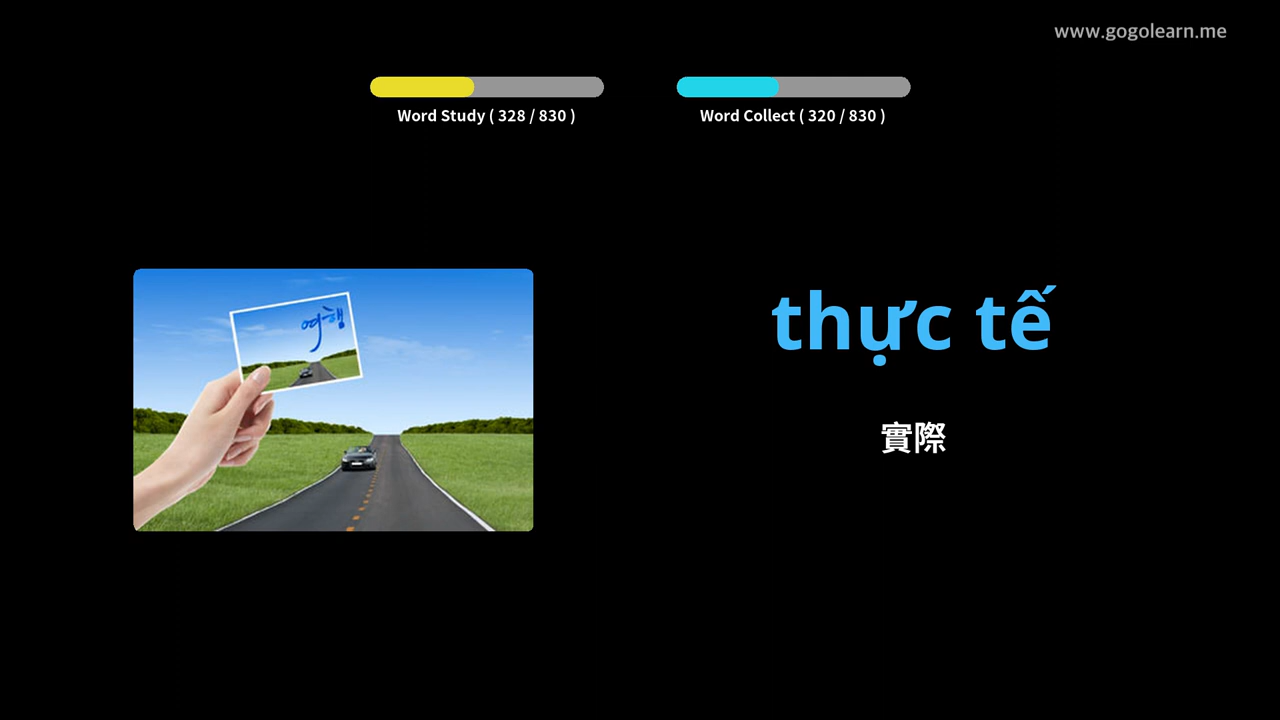 www.gogolearn.me
Word Study ( 328 / 830 )
Word Collect ( 320 / 830 )
여행
thực tế
實際